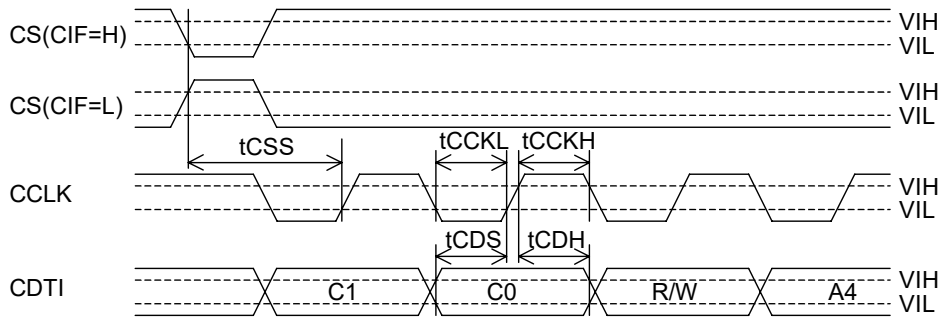 CS(CIF=H)
VIH
VIL
CS(CIF=L)
VIH
VIL
tCSS
tCCKL
tCCKH
CCLK
VIH
VIL
tCDS
tCDH
CDTI
C1
C0
R/W
A4
VIH
VIL